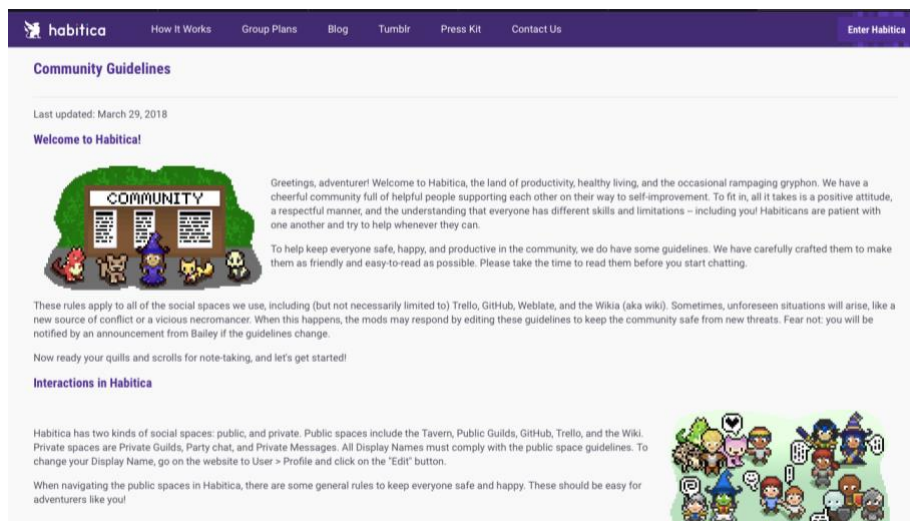 habitica
How It Works
Group Plans
Blog
Tumblr
Press Kit
Contact Us
Enter Habitica
Community Guidelines
Last updated: March 29, 2018
Welcome to Habitica!
COMMUNITY
Greetings, adventurer! Welcome to Habitica, the land of productivity, healthy living, and the occasional rampaging gryphon. We have a
cheerful community full of helpful people supporting each other on their way to self-improvement. To fit in, all it takes is a positive attitude,
a respectful manner, and the understanding that everyone has different skills and limitations – including you! Habiticans are patient with
one another and try to help whenever they can.
To help keep everyone safe, happy, and productive in the community, we do have some guidelines. We have carefully crafted them to make
them as friendly and easy-to-read as possible. Please take the time to read them before you start chatting.
These rules apply to all of the social spaces we use, including (but not necessarily limited to) Trello, GitHub, Weblate, and the Wikia (aka wiki). Sometimes, unforeseen situations will arise, like a
new source of conflict or a vicious necromancer. When this happens, the mods may respond by editing these guidelines to keep the community safe from new threats. Fear not: you will be
notified by an announcement from Bailey if the guidelines change.
Now ready your quills and scrolls for note-taking, and let's get started!
Interactions in Habitica
Habitica has two kinds of social spaces: public, and private. Public spaces include the Tavern, Public Guilds, GitHub, Trello, and the Wiki.
Private spaces are Private Guilds, Party chat, and Private Messages. All Display Names must comply with the public space guidelines. To
change your Display Name, go on the website to User > Profile and click on the "Edit" button.
When navigating the public spaces in Habitica, there are some general rules to keep everyone safe and happy. These should be easy for
adventurers like you!